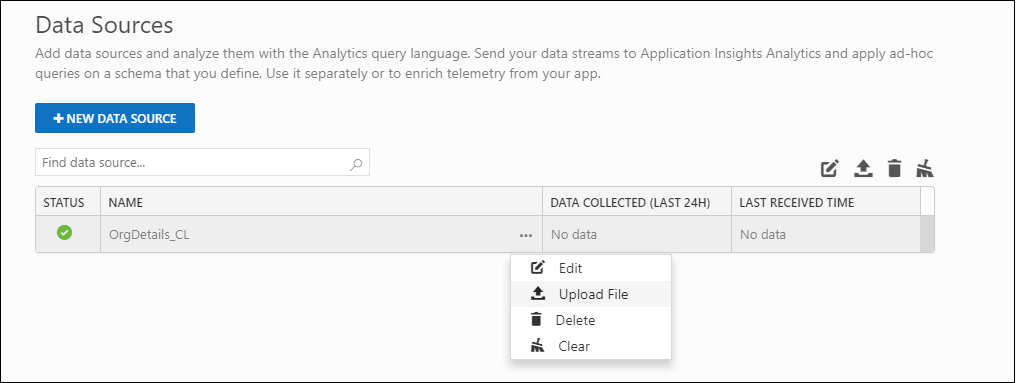 Data Sources
Add data sources and analyze them with the Analytics query language. Send your data streams to Application Insights Analytics and apply ad-hoc
queries on a schema that you define. Use it separately or to enrich telemetry from your app.
+ NEW DATA SOURCE
Find data source...
STATUS NAME DATA COLLECTED (LAST 24H) LAST RECEIVED TIME
OrgDetails_CL ... No data No data
Edit
Upload File
Delete
Clear